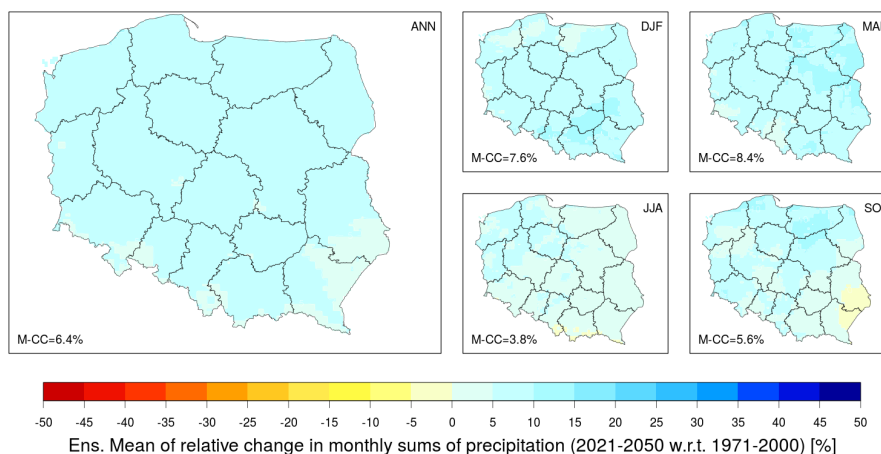 ANN
M-CC=6.4%
DJF
M-CC=7.6%
MA
M-CC=8.4%
JJA
M-CC=3.8%
SO
M-CC=5.6%
-50 -45 -40 -35 -30 -25 -20 -15 -10 -5 0 5 10 15 20 25 30 35 40 45 50
Ens. Mean of relative change in monthly sums of precipitation (2021-2050 w.r.t. 1971-2000) [%]